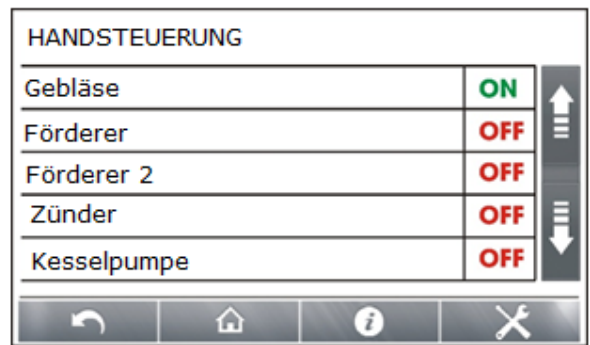 HANDSTEUERUNG
Gebläse ON
Förderer OFF
Förderer 2 OFF
Zünder OFF
Kesselpumpe OFF
i